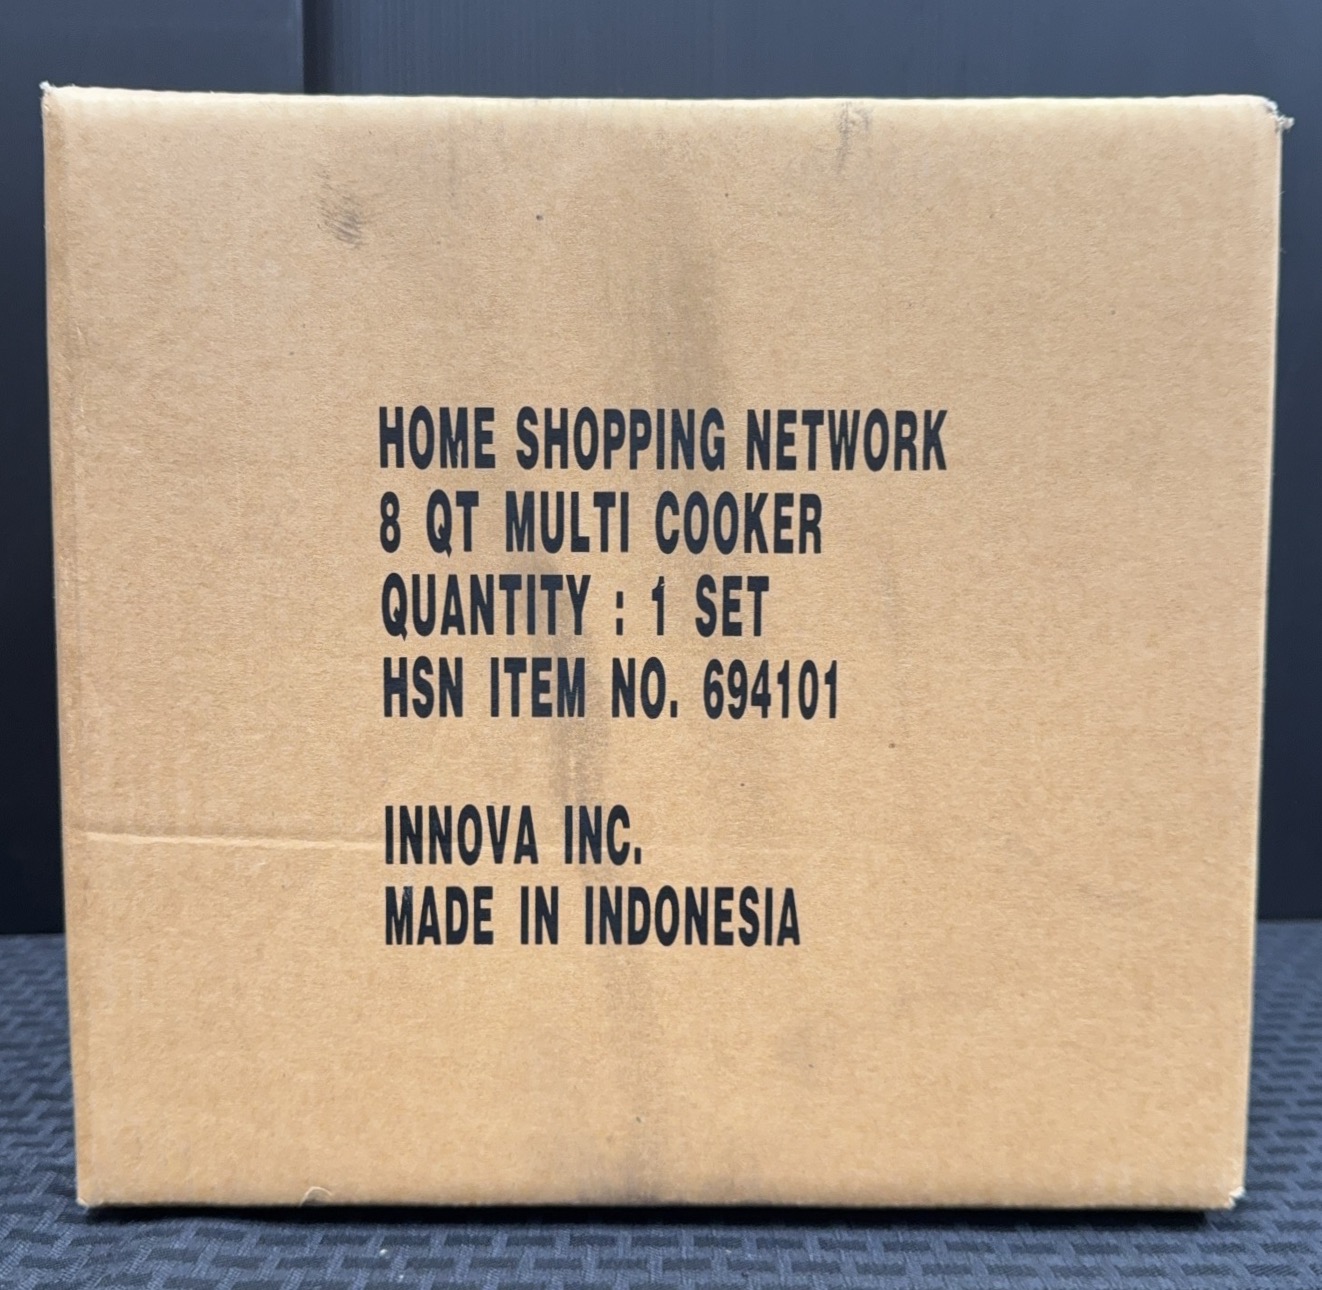 HOME SHOPPING NETWORK
8 QT MULTI COOKER
QUANTITY : 1 SET
HSN ITEM NO. 694101
INNOVA INC.
MADE IN INDONESIA